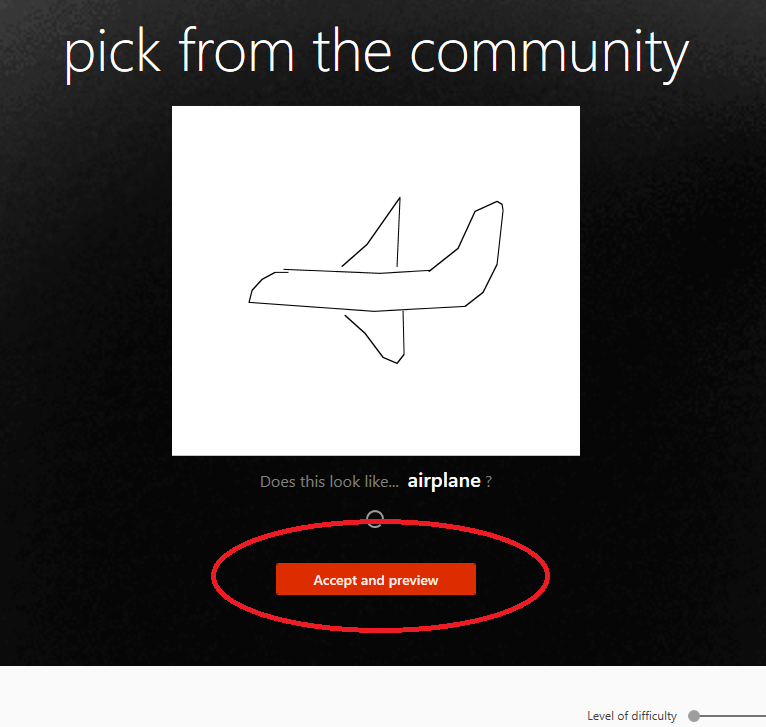 pick from the community
Does this look like... airplane ?
Accept and preview
Level of difficulty